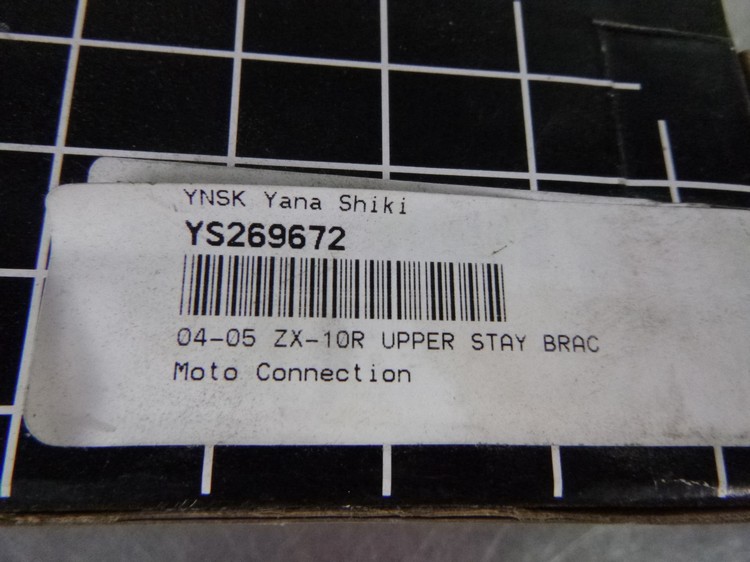 YNSK Yana Shiki
YS269672
04-05 ZX-10R UPPER STAY BRAC
Moto Connection